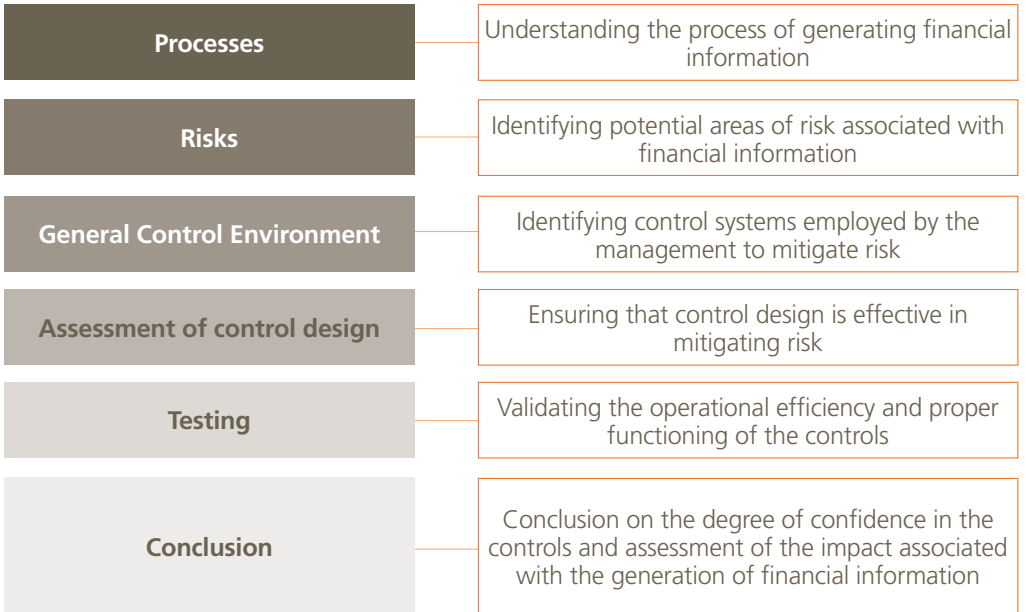 Processes
Understanding the process of generating financial
information
Risks
Identifying potential areas of risk associated with
financial information
General Control Environment
Identifying control systems employed by the
management to mitigate risk
Assessment of control design
Ensuring that control design is effective in
mitigating risk
Testing
Validating the operational efficiency and proper
functioning of the controls
Conclusion
Conclusion on the degree of confidence in the
controls and assessment of the impact associated
with the generation of financial information